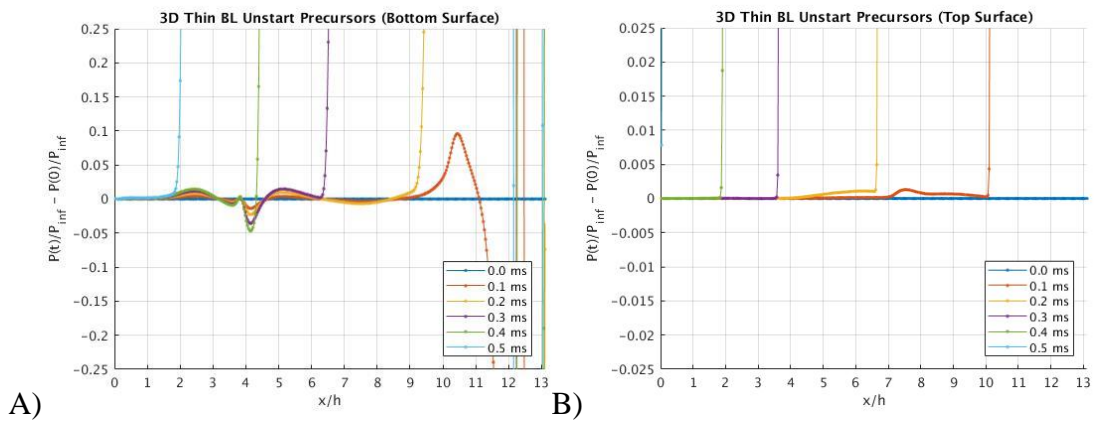 3D Thin BL Unstart Precursors (Bottom Surface)
P(t)/P_inf - P(0)/P_inf
0.25
0.2
0.15
0.1
0.05
0
-0.05
-0.1
-0.15
-0.2
-0.25
0.0 ms
0.1 ms
0.2 ms
0.3 ms
0.4 ms
0.5 ms
0 1 2 3 4 5 6 7 8 9 10 11 12 13
x/h
A)
3D Thin BL Unstart Precursors (Top Surface)
P(t)/P_inf - P(0)/P_inf
0.025
0.02
0.015
0.01
0.005
0
-0.005
-0.01
-0.015
-0.02
-0.025
0.0 ms
0.1 ms
0.2 ms
0.3 ms
0.4 ms
0.5 ms
0 1 2 3 4 5 6 7 8 9 10 11 12 13
x/h
B)